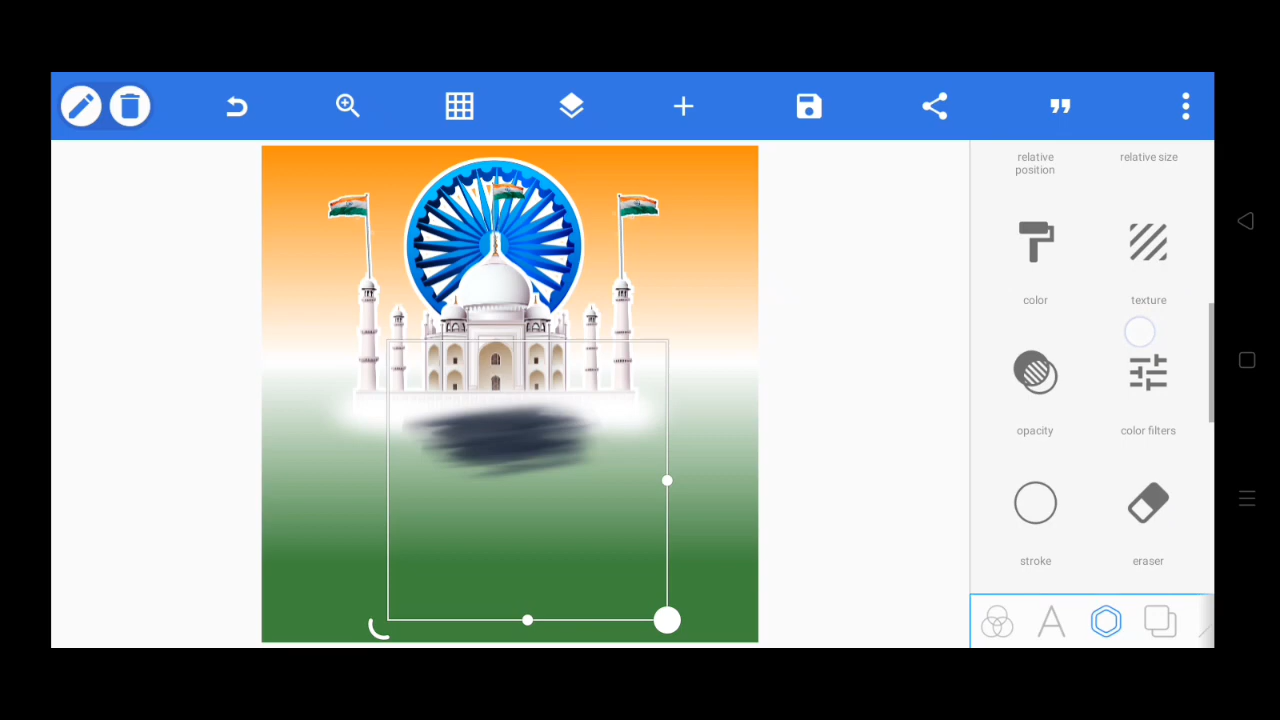 relative
position
relative size
color
texture
opacity
color filters
stroke
eraser